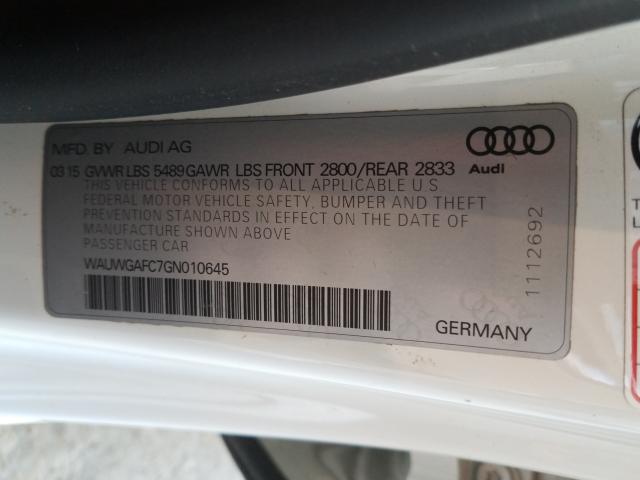 MFD. BY AUDI AG
Audi
03 15 GVWR LBS 5489 GAWR LBS FRONT 2800/REAR 2833
THIS VEHICLE CONFORMS TO ALL APPLICABLE U S
FEDERAL MOTOR VEHICLE SAFETY, BUMPER AND THEFT
PREVENTION STANDARDS IN EFFECT ON THE DATE OF
MANUFACTURE SHOWN ABOVE
PASSENGER CAR
WAUWGAFC7GN010645
1112692
GERMANY